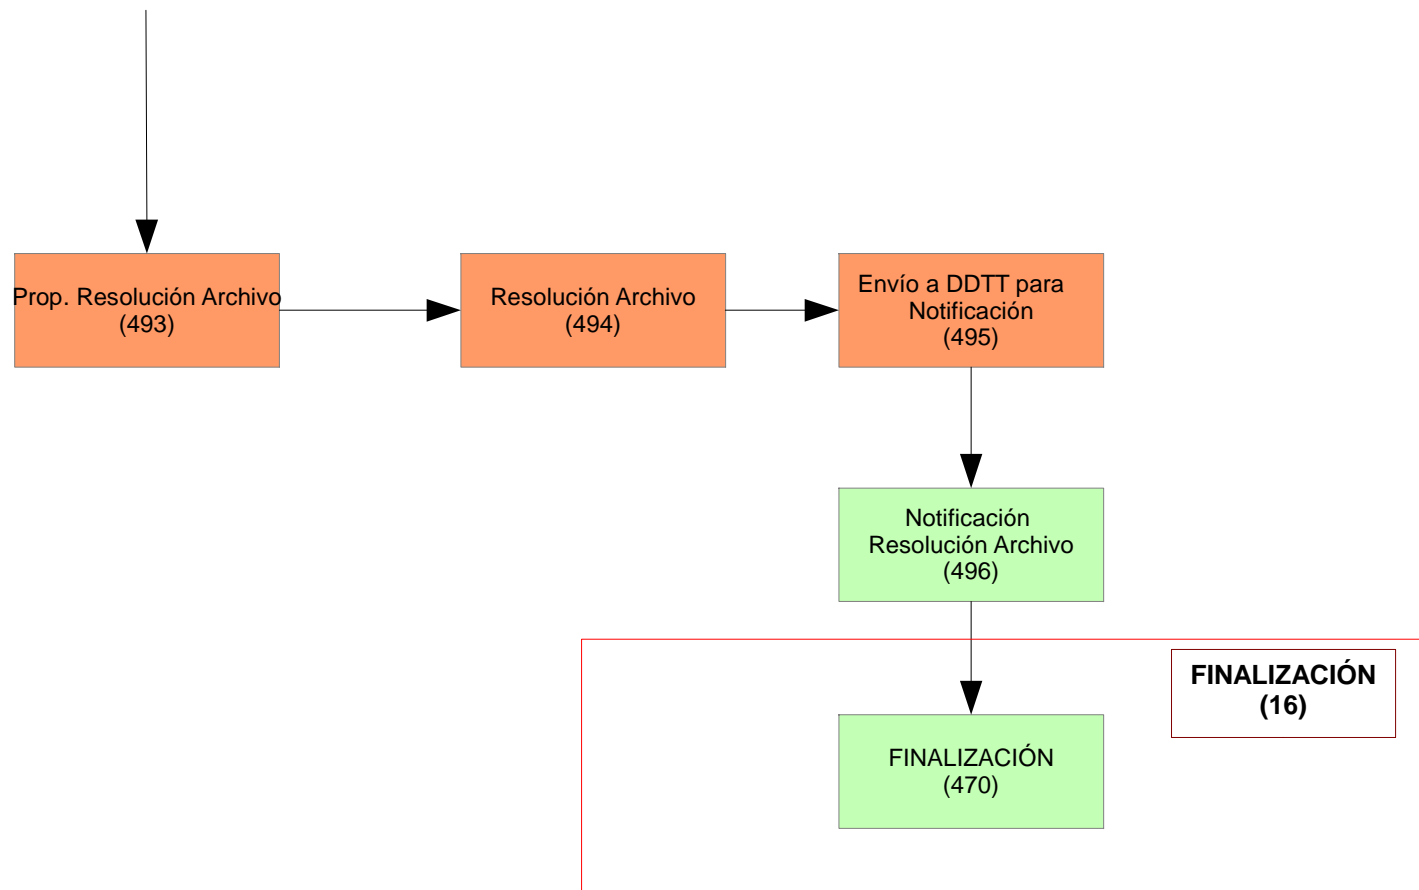 Prop. Resolución Archivo
(493)
Resolución Archivo
(494)
Envío a DDTT para
Notificación
(495)
Notificación
Resolución Archivo
(496)
FINALIZACIÓN
(16)
FINALIZACIÓN
(470)